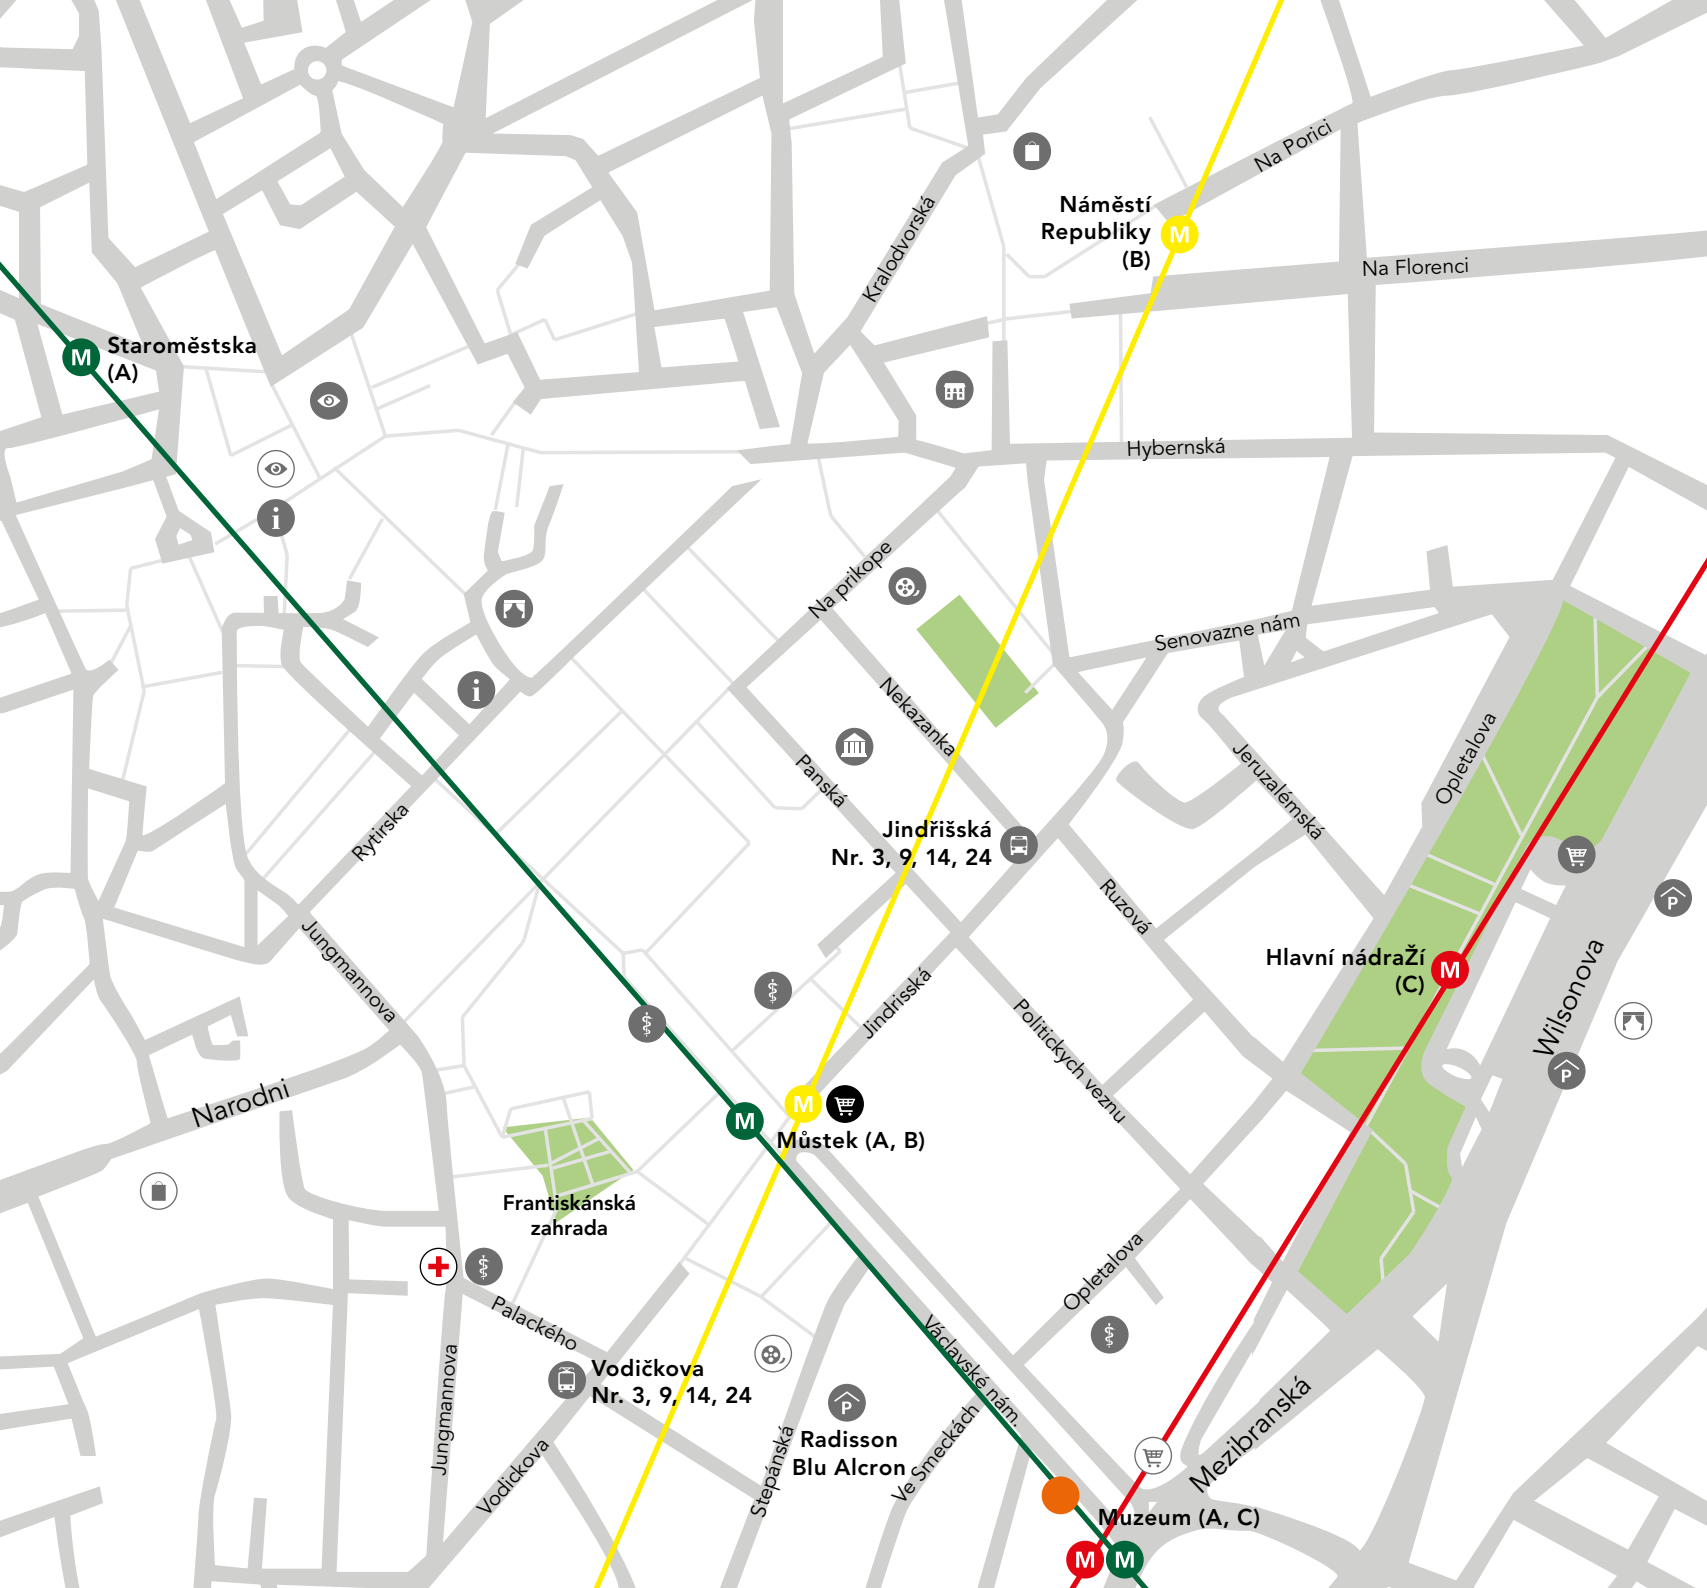 Na Porici
Náměstí
Republiky
(B)
M
Kralodvorská
Na Florenci
M
Staroměstska
(A)
Hybernská
i
Na prikope
Senovazne nám
i
Nekazanka
Opletalova
Panská
Jeruzalémská
Rytirska
Jindřišská
Nr. 3, 9, 14, 24
Ruzová
P
Jungmannova
Hlavní nádraŽí
(C)
M
Wilsonova
Jindrisská
Politickych veznu
P
Narodni
M
M
Můstek (A, B)
Frantiskánská
zahrada
Opletalova
Palackého
Václavské nám.
Jungmannova
Vodičkova
Nr. 3, 9, 14, 24
P
Radisson
Blu Alcron
Stepánská
Ve Smeckách
Mezibranská
Vodickova
Muzeum (A, C)
M
M